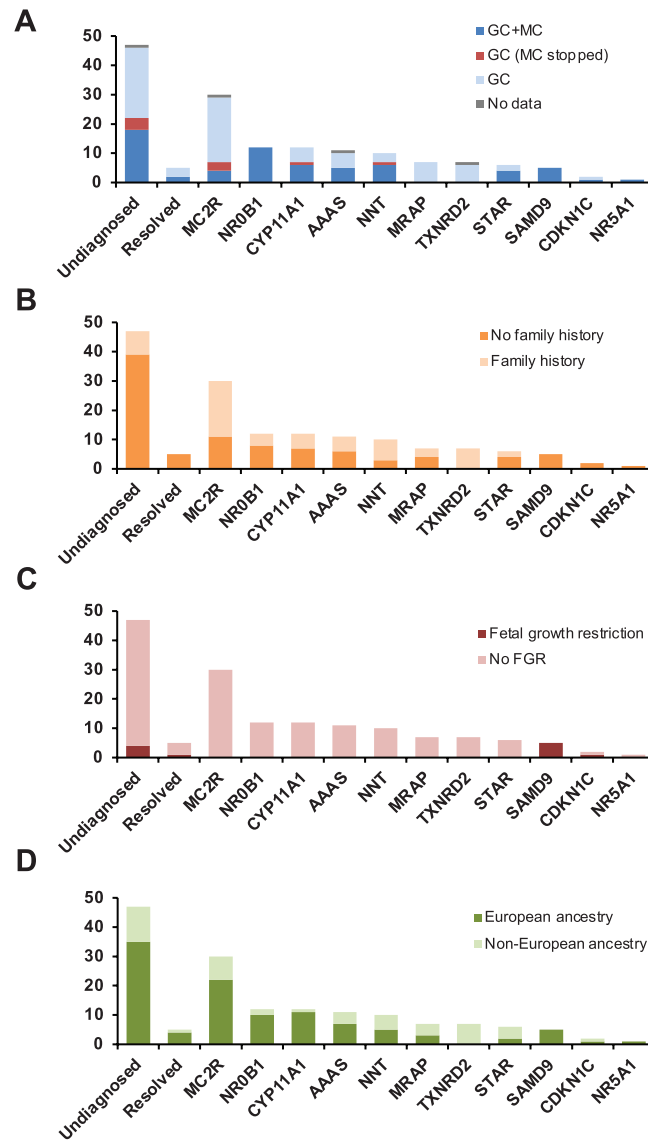 A
50
40
30
20
10
0
GC+MC
GC (MC stopped)
GC
No data
Undiagnosed
Resolved
MC2R
NR0B1
CYP11A1
AAAS
NNT
MRAP
TXNRD2
STAR
SAMD9
CDKN1C
NR5A1
B
50
40
30
20
10
0
No family history
Family history
Undiagnosed
Resolved
MC2R
NR0B1
CYP11A1
AAAS
NNT
MRAP
TXNRD2
STAR
SAMD9
CDKN1C
NR5A1
C
50
40
30
20
10
0
Fetal growth restriction
No FGR
Undiagnosed
Resolved
MC2R
NR0B1
CYP11A1
AAAS
NNT
MRAP
TXNRD2
STAR
SAMD9
CDKN1C
NR5A1
D
50
40
30
20
10
0
European ancestry
Non-European ancestry
Undiagnosed
Resolved
MC2R
NR0B1
CYP11A1
AAAS
NNT
MRAP
TXNRD2
STAR
SAMD9
CDKN1C
NR5A1